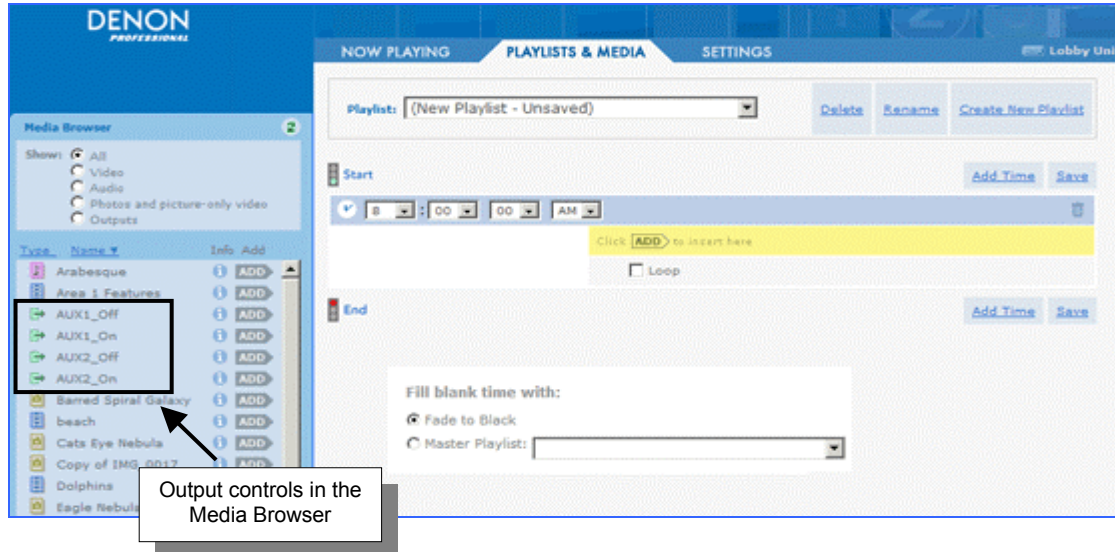 DENON
PROFESSIONAL
NOW PLAYING
PLAYLISTS & MEDIA
SETTINGS
Lobby Uni
Playlist:
(New Playlist - Unsaved)
Delete
Rename
Create New Playlist
Media Browser
2
Show:
All
Video
Audio
Photos and picture-only video
Outputs
Start
Add Time
Save
8 : 00 00 AM
Click ADD to insert here
Loop
End
Add Time
Save
Fill blank time with:
Fade to Black
Master Playlist:
Type Name Info Add
Arabesque ADD
Area 1 Features ADD
AUX1_Off ADD
AUX1_On ADD
AUX2_Off ADD
AUX2_On ADD
Barred Spiral Galaxy ADD
beach ADD
Cats Eye Nebula ADD
Copy of IMG_0017 ADD
Dolphins
Eagle Nebul
Output controls in the
Media Browser